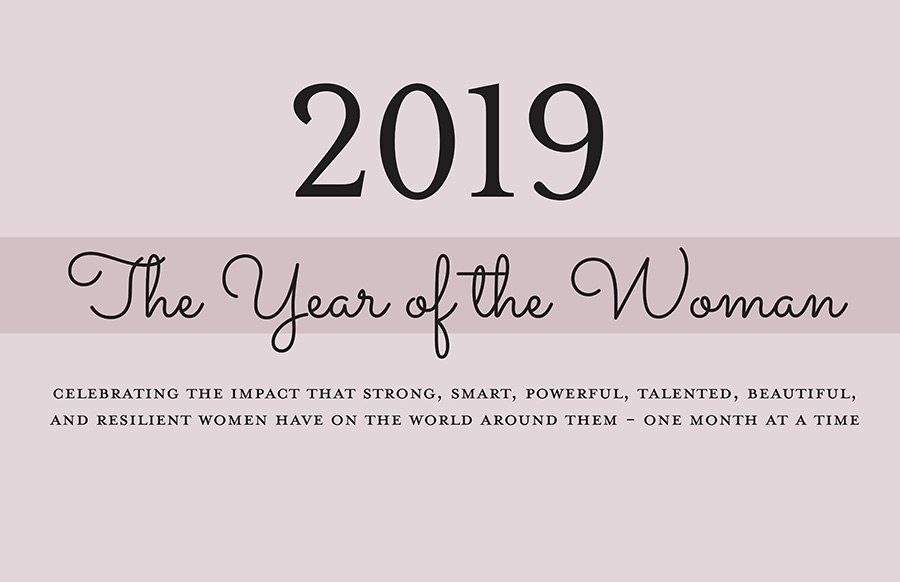 2019
The Year of the Woman
CELEBRATING THE IMPACT THAT STRONG, SMART, POWERFUL, TALENTED, BEAUTIFUL,
AND RESILIENT WOMEN HAVE ON THE WORLD AROUND THEM – ONE MONTH AT A TIME